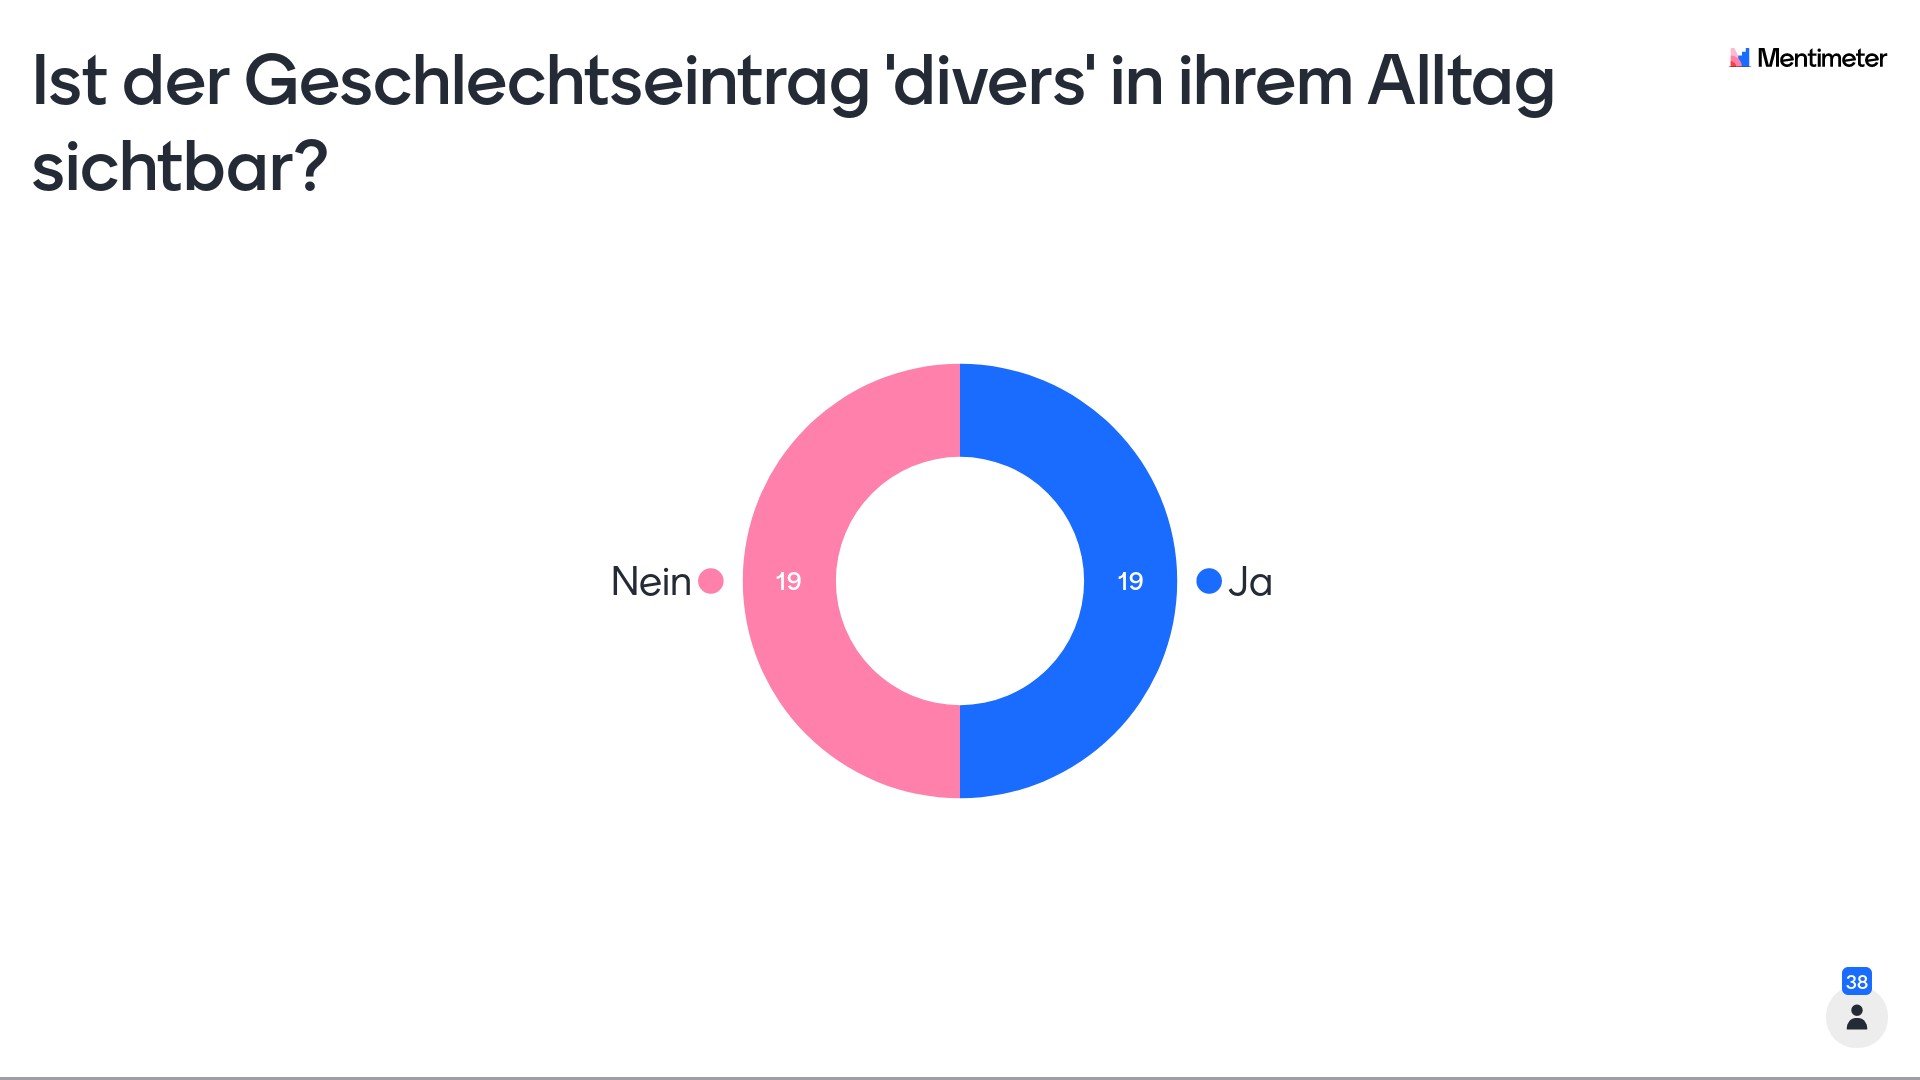 Ist der Geschlechtseintrag 'divers' in ihrem Alltag
sichtbar?
Mentimeter
Nein
19
19
Ja
38